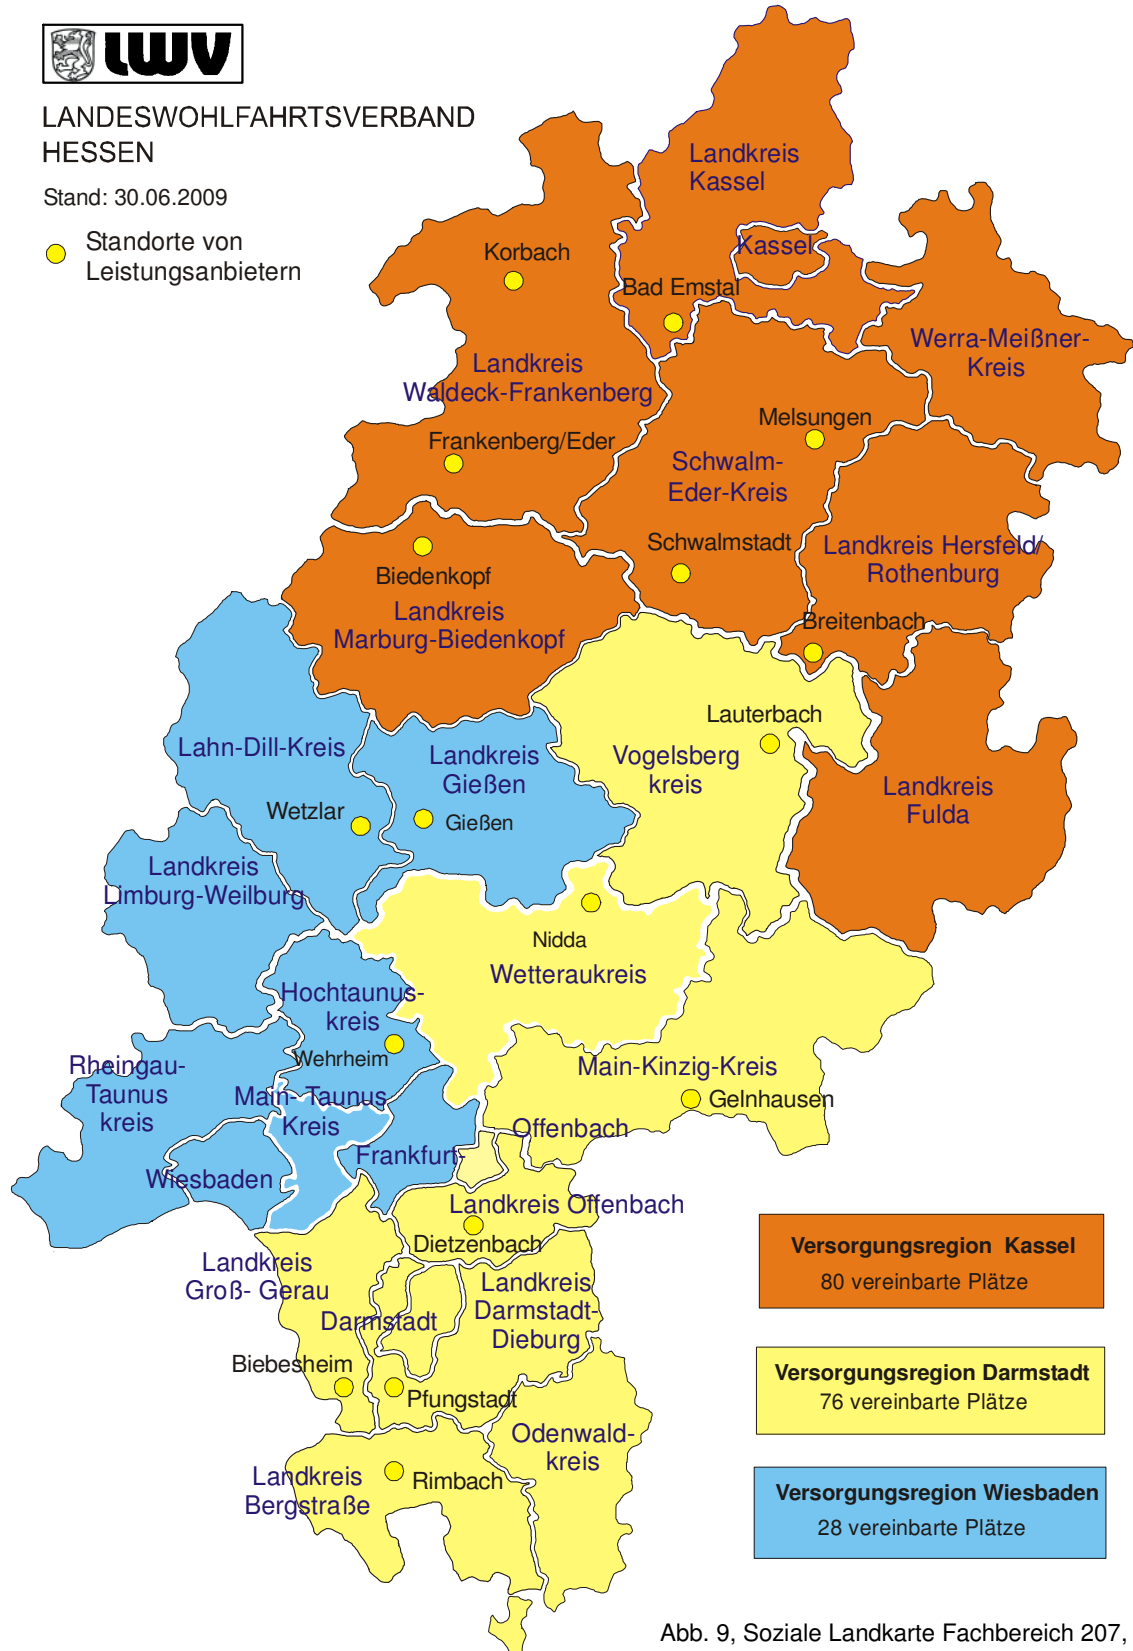 LWV
LANDESWOHLFAHRTSVERBAND
HESSEN
Stand: 30.06.2009
Standorte von
Leistungsanbietern
Landkreis
Kassel
Kassel
Korbach
Bad Emstal
Werra-Meißner-
Kreis
Landkreis
Waldeck-Frankenberg
Melsungen
Frankenberg/Eder
Schwalm-
Eder-Kreis
Schwalmstadt
Landkreis Hersfeld/
Rothenburg
Biedenkopf
Landkreis
Marburg-Biedenkopf
Breitenbach
Lauterbach
Lahn-Dill-Kreis
Landkreis
Gießen
Vogelsberg
kreis
Landkreis
Fulda
Wetzlar
Gießen
Landkreis
Limburg-Weilburg
Nidda
Wetteraukreis
Hochtaunus-
kreis
Wehrheim
Rheingau-
Taunus
kreis
Main-Kinzig-Kreis
Gelnhausen
Main- Taunus
Kreis
Offenbach
Frankfurt-
Wiesbaden
Landkreis Offenbach
Dietzenbach
Landkreis
Groß- Gerau
Landkreis
Darmstadt-
Dieburg
Darmstadt
Biebesheim
Pfungstadt
Odenwald-
kreis
Landkreis
Bergstraße
Rimbach
Versorgungsregion Kassel
80 vereinbarte Plätze
Versorgungsregion Darmstadt
76 vereinbarte Plätze
Versorgungsregion Wiesbaden
28 vereinbarte Plätze
Abb. 9, Soziale Landkarte Fachbereich 207,